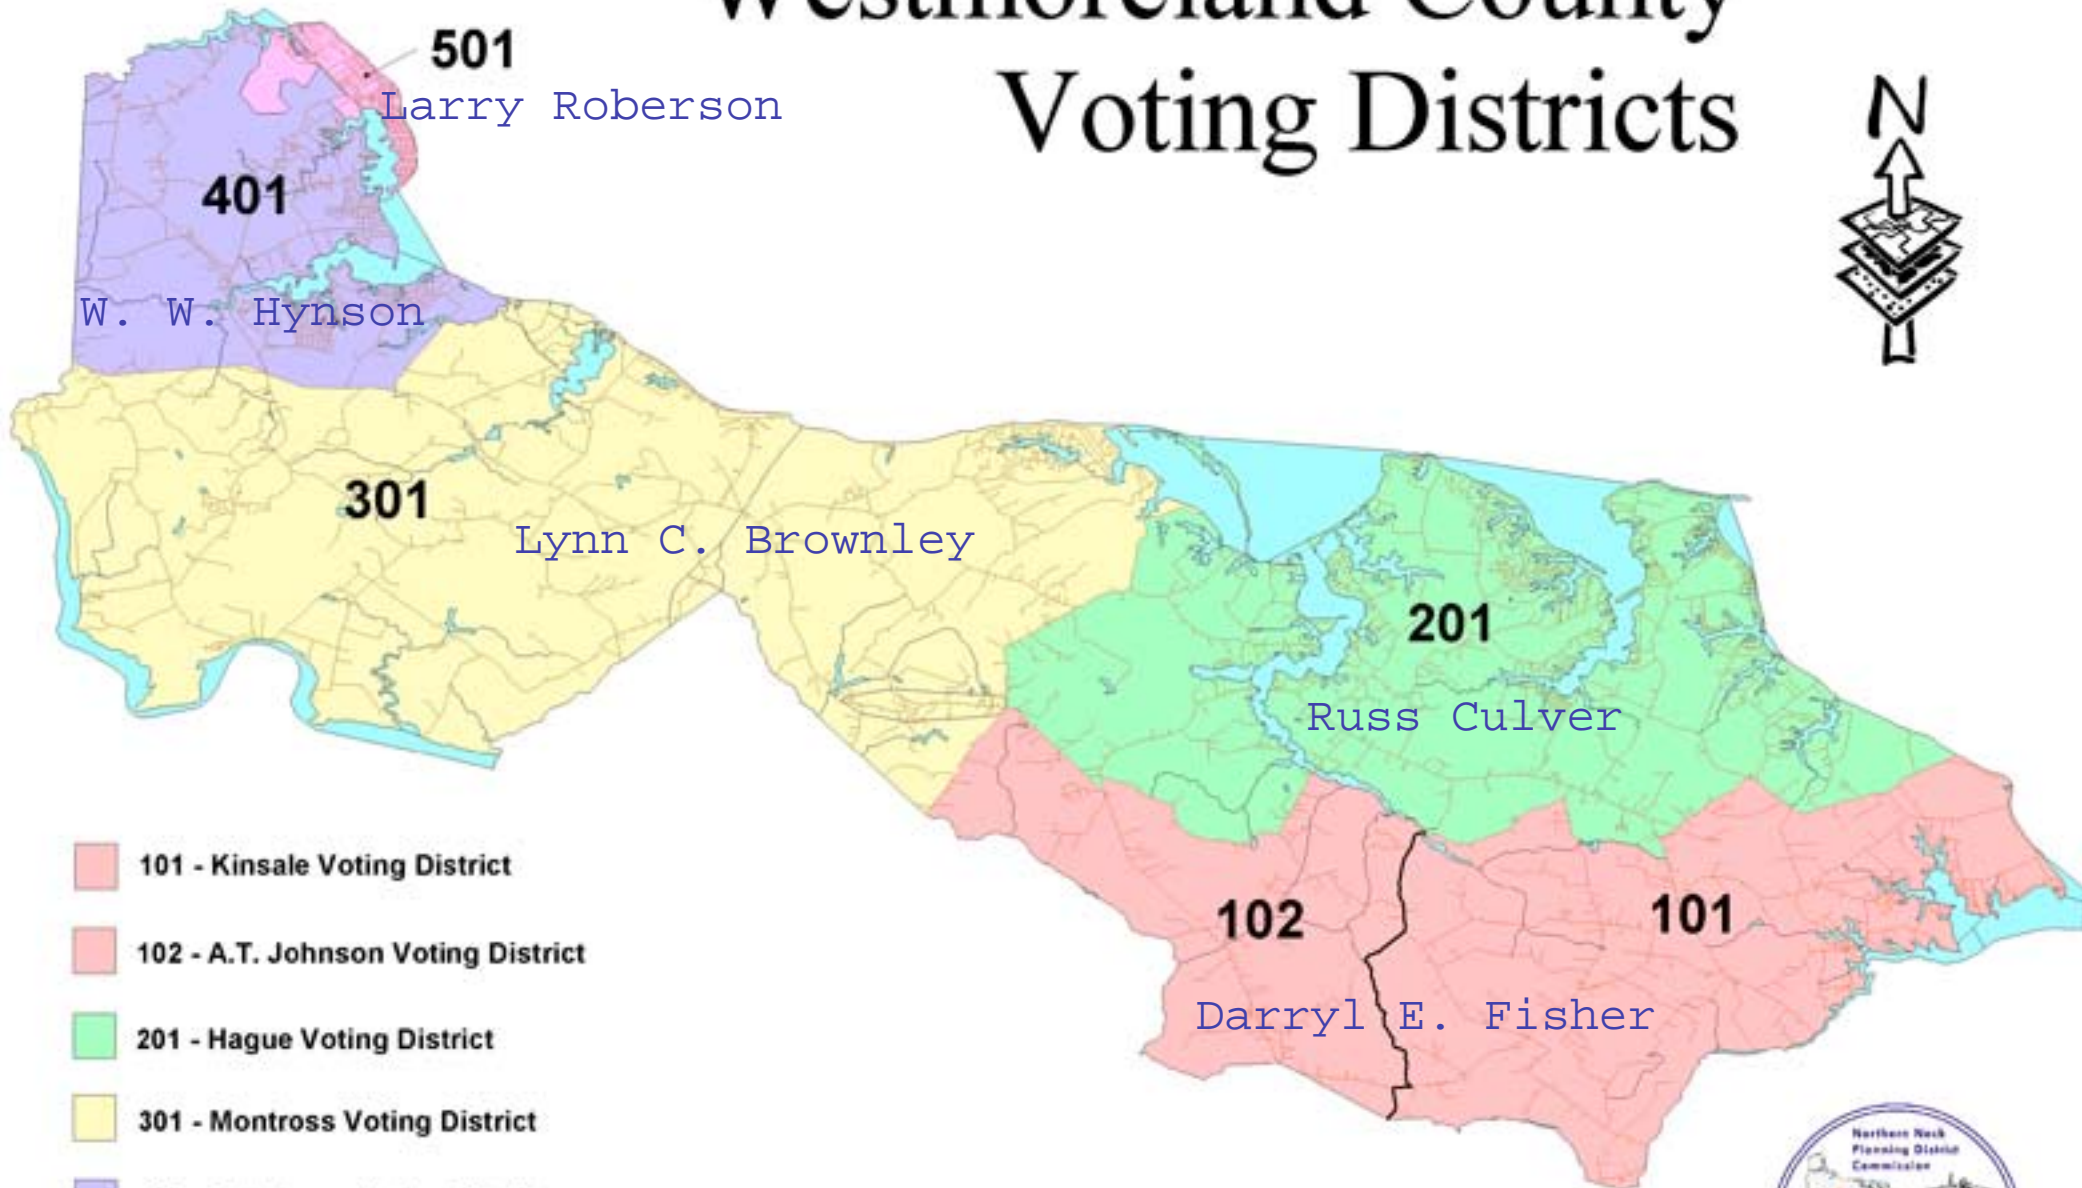 Westmoreland County
Voting Districts
N
501
Larry Roberson
401
W. W. Hynson
301
Lynn C. Brownley
201
Russ Culver
102
101
Darryl E. Fisher
101 - Kinsale Voting District
102 - A.T. Johnson Voting District
201 - Hague Voting District
301 - Montross Voting District
Northern Neck
Planning District
Commission